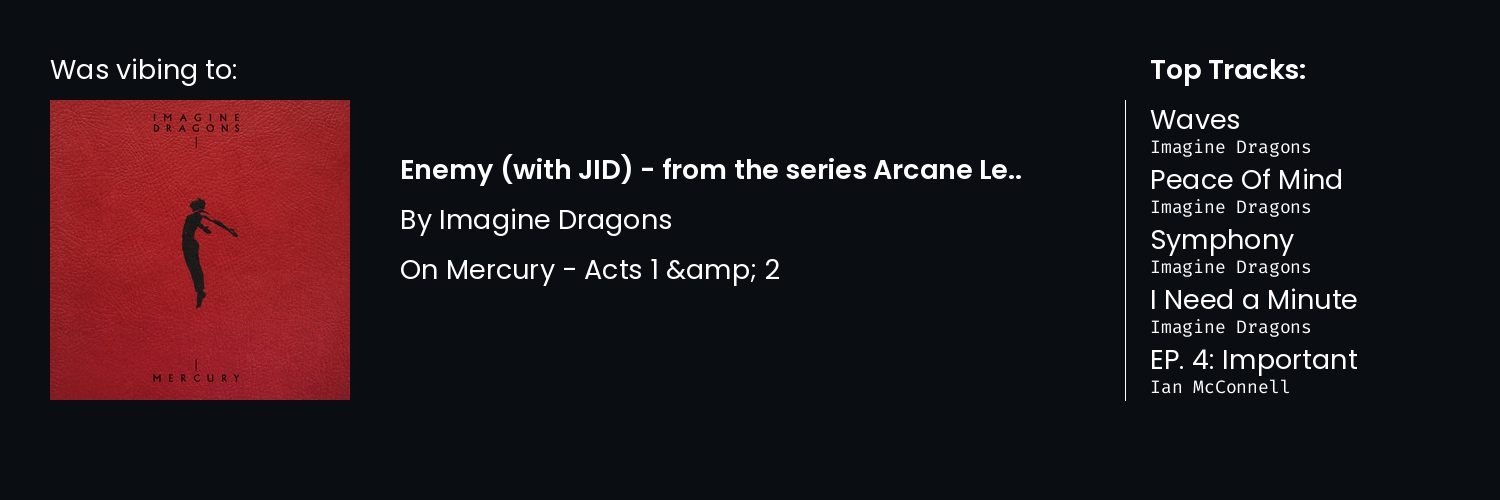 Was vibing to:
IMAGINE
DRAGONS
MERCURY
Enemy (with JID) - from the series Arcane Le..
By Imagine Dragons
On Mercury - Acts 1 &amp; 2
Top Tracks:
Waves
Imagine Dragons
Peace Of Mind
Imagine Dragons
Symphony
Imagine Dragons
I Need a Minute
Imagine Dragons
EP. 4: Important
Ian McConnell